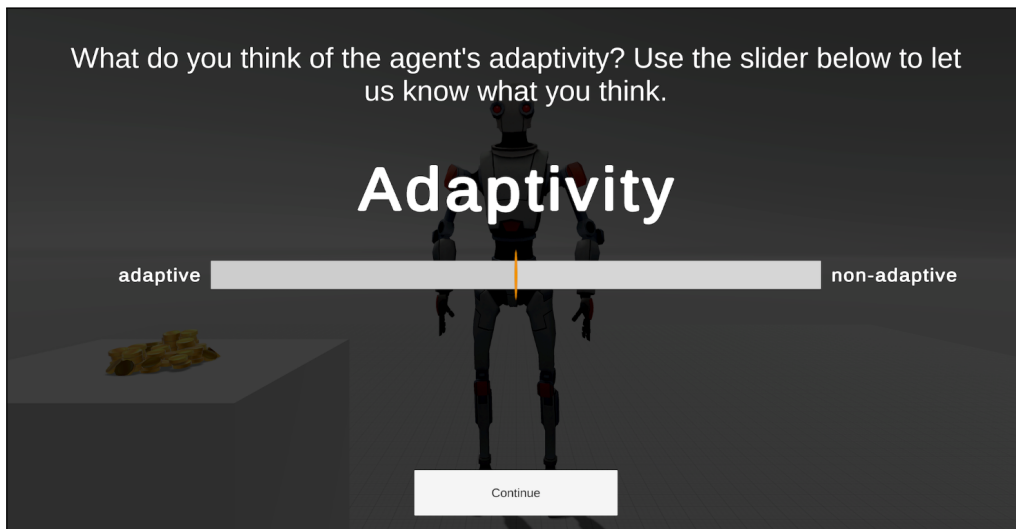 What do you think of the agent's adaptivity? Use the slider below to let
us know what you think.
Adaptivity
adaptive
non-adaptive
Continue